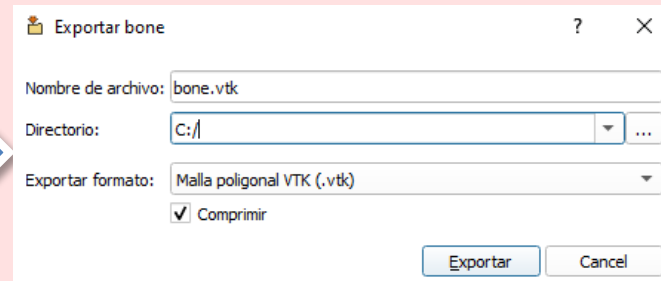 Exportar bone ? ×
Nombre de archivo: bone.vtk
Directorio: C:/ ...
Exportar formato: Malla poligonal VTK (.vtk)
Comprimir
Exportar Cancel